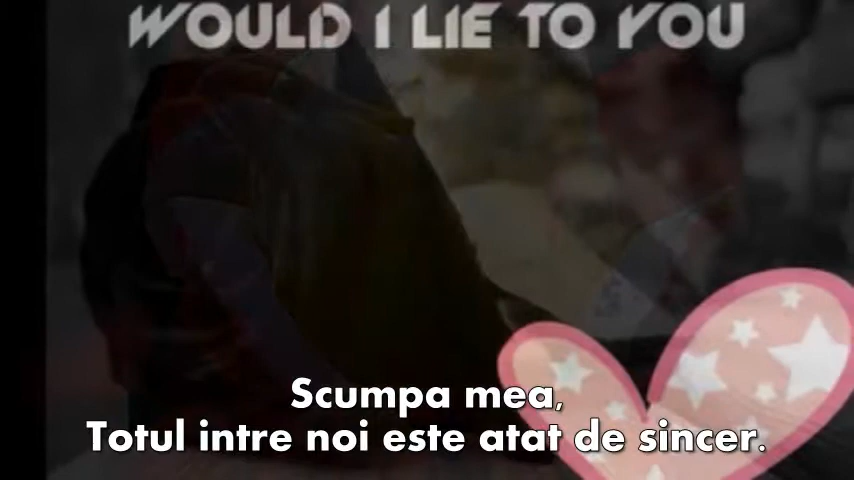 WOULD I LIE TO YOU
Scumpa mea,
Totul intre noi este atat de sincer.